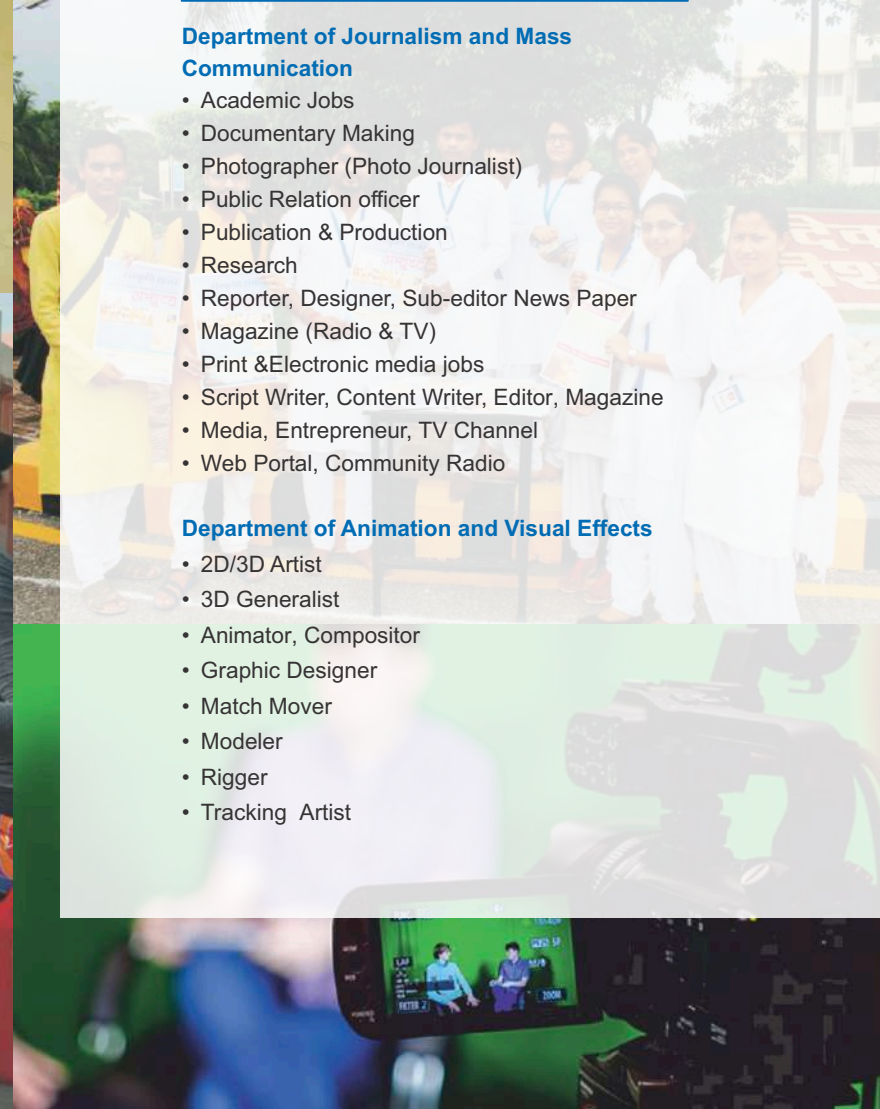 Department of Journalism and Mass
Communication
• Academic Jobs
• Documentary Making
• Photographer (Photo Journalist)
• Public Relation officer
• Publication & Production
• Research
• Reporter, Designer, Sub-editor News Paper
• Magazine (Radio & TV)
• Print &Electronic media jobs
• Script Writer, Content Writer, Editor, Magazine
• Media, Entrepreneur, TV Channel
• Web Portal, Community Radio
Department of Animation and Visual Effects
• 2D/3D Artist
• 3D Generalist
• Animator, Compositor
• Graphic Designer
• Match Mover
• Modeler
• Rigger
• Tracking  Artist
ZOOM